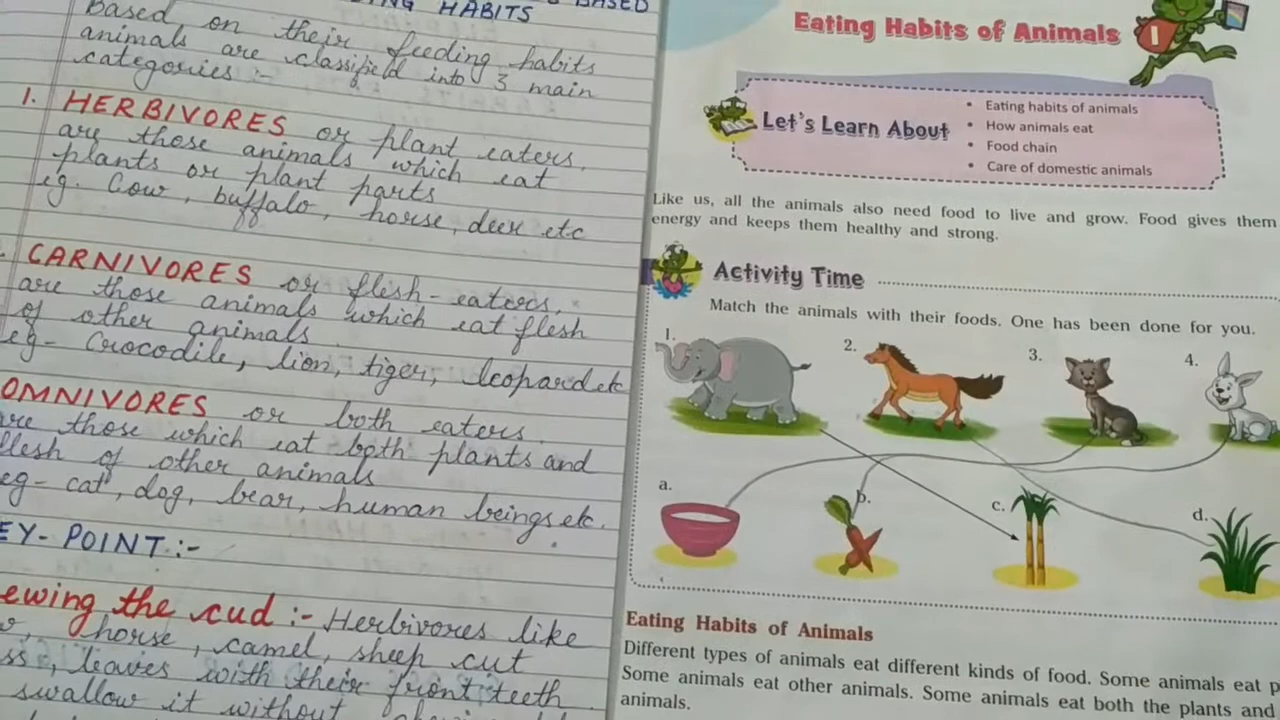 BASED
HABITS
Based on their feeding habits
animals are classified into 3 main
categories :-
1. HERBIVORES or plant eaters.
are those animals which eat
plants or plant parts
eg. Cow, buffalo, horse, deer etc
CARNIVORES or flesh-eaters.
are those animals which eat flesh
of other animals.
eg- Crocodile, lion, tiger, leopard etc
OMNIVORES or both eaters.
are those which eat both plants and
flesh of other animals
eg- cat, dog, bear, human beings etc.
EY-POINT :-
ewing the cud :- Herbivores like
horse, camel, sheep cut
ss, leaves with their front teeth
swallow it without
Eating Habits of Animals
1
Let's Learn About
• Eating habits of animals
• How animals eat
• Food chain
• Care of domestic animals
Like us, all the animals also need food to live and grow. Food gives them
energy and keeps them healthy and strong.
Activity Time
Match the animals with their foods. One has been done for you.
1. 2. 3. 4.
a. b. c. d.
Eating Habits of Animals
Different types of animals eat different kinds of food. Some animals eat p
Some animals eat other animals. Some animals eat both the plants and
animals.